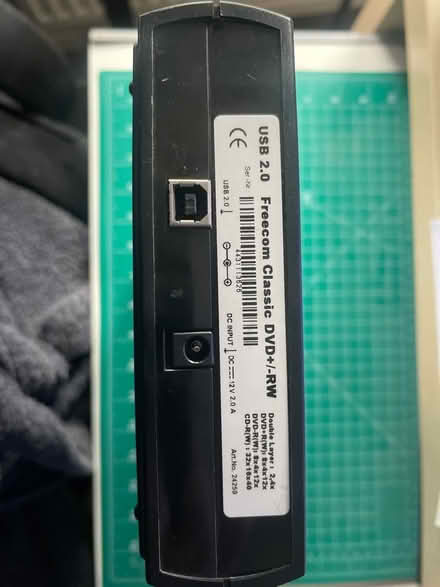 USB 2.0 Freecom Classic DVD+/-RW
Double Layer : 2,4x
DVD+R(W): 8x4x12x
DVD-R(W): 8x4x12x
CD-R(W) : 32x16x40
CE
Ser.-Nr.
USB 2.0
DC INPUT
DC 12V 2.0 A
Art.No. 24259